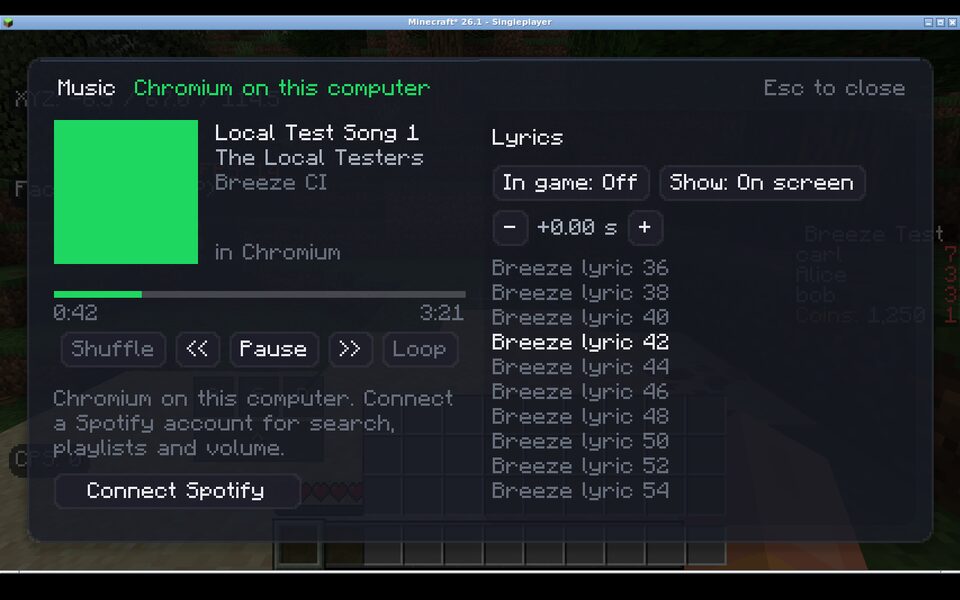 Minecraft* 26.1 - Singleplayer
Music Chromium on this computer
Esc to close
Local Test Song 1
The Local Testers
Breeze CI
in Chromium
0:42
3:21
Shuffle
<<
Pause
>>
Loop
Chromium on this computer. Connect
a Spotify account for search,
playlists and volume.
Connect Spotify
Lyrics
In game: Off
Show: On screen
- +0.00 s +
Breeze lyric 36
Breeze lyric 38
Breeze lyric 40
Breeze lyric 42
Breeze lyric 44
Breeze lyric 46
Breeze lyric 48
Breeze lyric 50
Breeze lyric 52
Breeze lyric 54
Breeze Test
carl 7
Alice 3
bob 3
Coins: 1,250 1